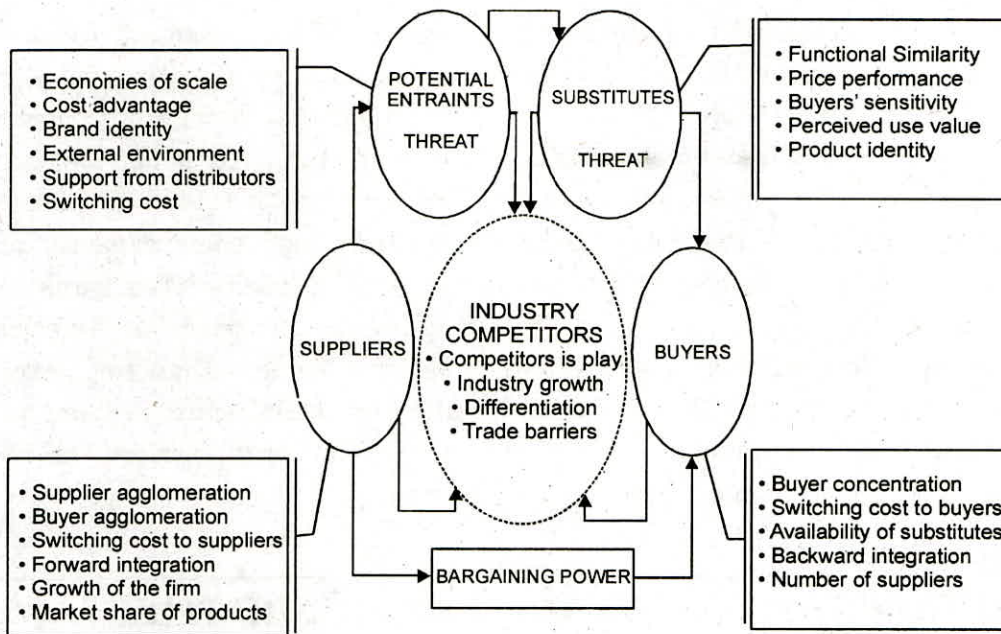 • Economies of scale
• Cost advantage
• Brand identity
• External environment
• Support from distributors
• Switching cost
POTENTIAL
ENTRAINTS
THREAT
SUBSTITUTES
THREAT
• Functional Similarity
• Price performance
• Buyers' sensitivity
• Perceived use value
• Product identity
SUPPLIERS
INDUSTRY
COMPETITORS
• Competitors is play
• Industry growth
• Differentiation
• Trade barriers
BUYERS
• Supplier agglomeration
• Buyer agglomeration
• Switching cost to suppliers
• Forward integration
• Growth of the firm
• Market share of products
BARGAINING POWER
• Buyer concentration
• Switching cost to buyers
• Availability of substitutes
• Backward integration
• Number of suppliers